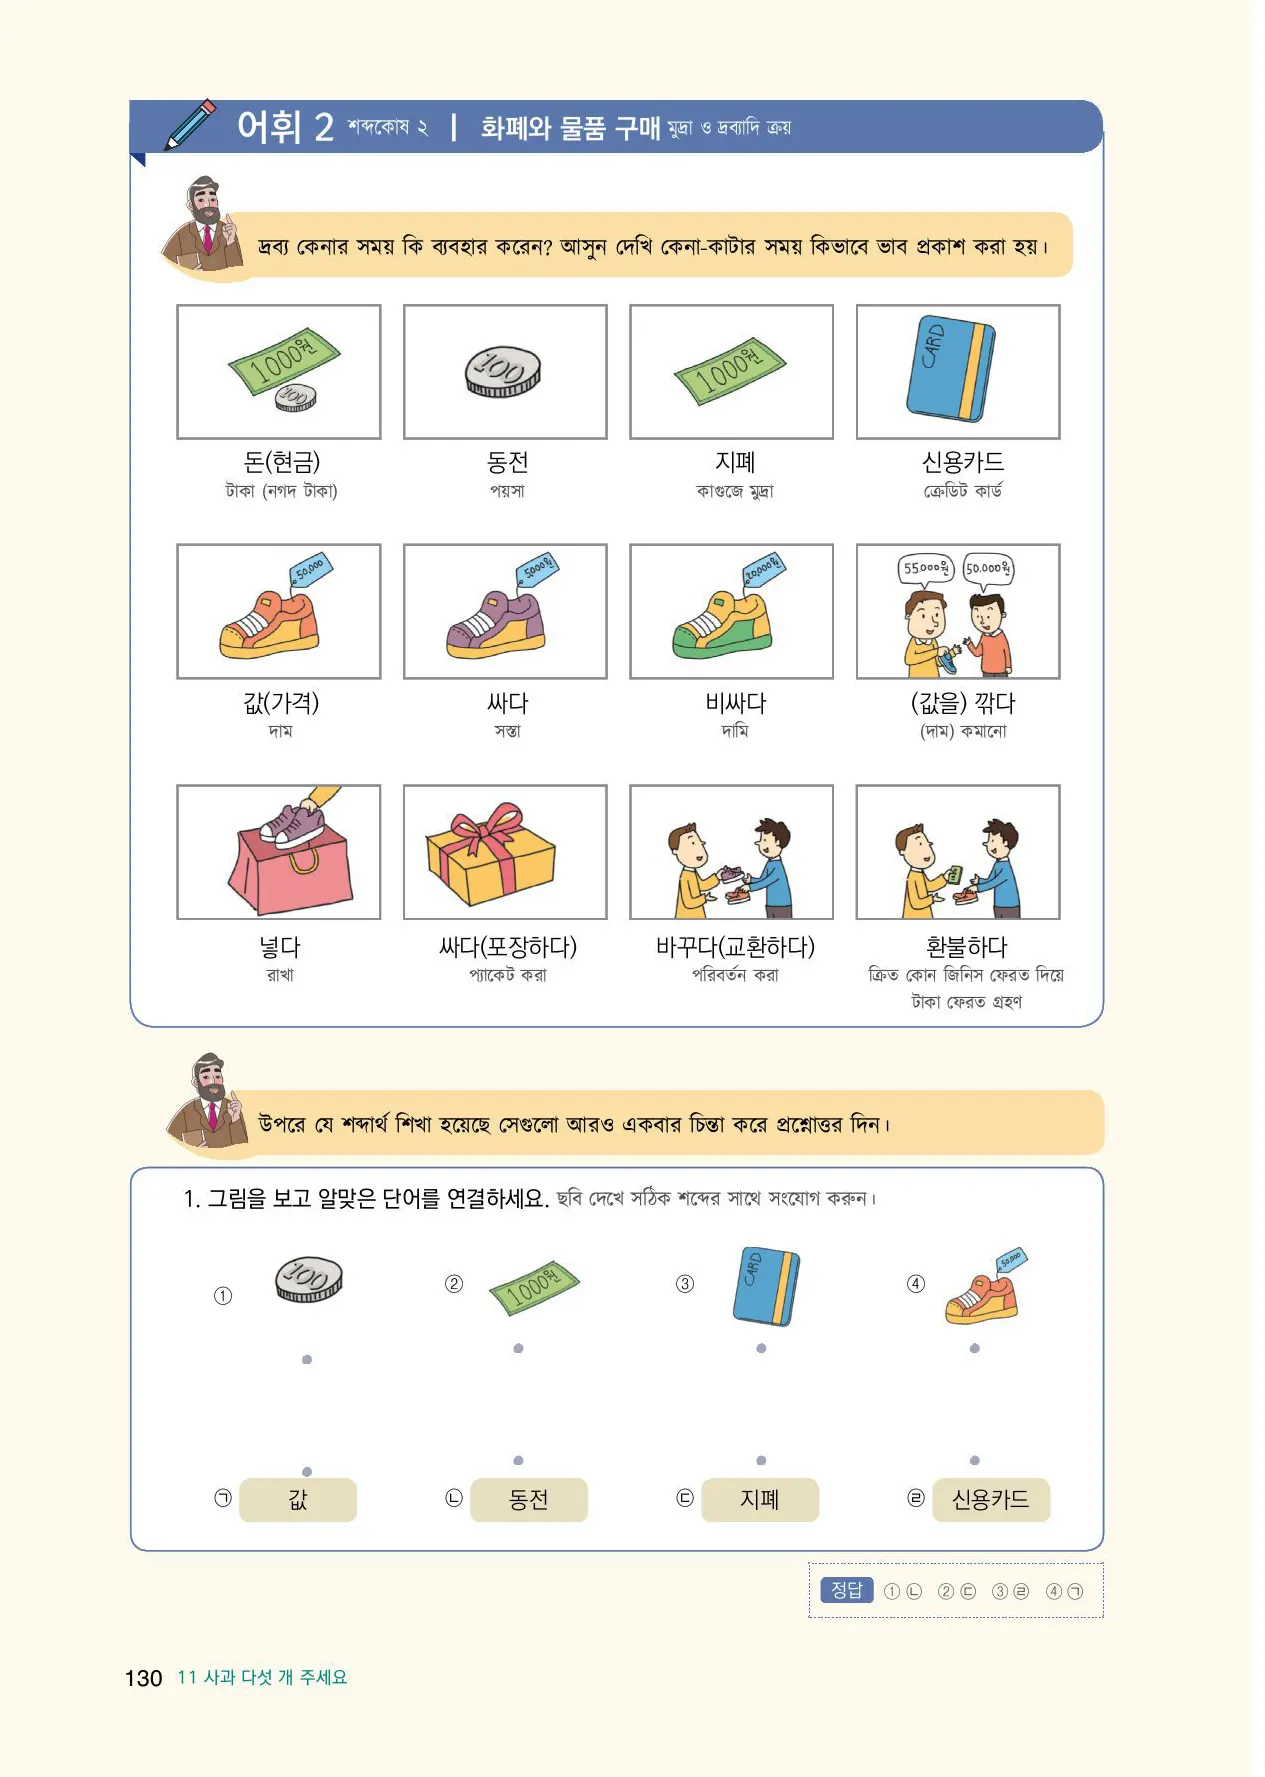 어휘 2 শব্দকোষ ২ | 화폐와 물품 구매 মুদ্রা ও দ্রব্যাদি ক্রয়
দ্রব্য কেনার সময় কি ব্যবহার করেন? আসুন দেখি কেনা-কাটার সময় কিভাবে ভাব প্রকাশ করা হয়।
1000원 100 100 1000원 CARD
돈(현금) 동전 지폐 신용카드
টাকা (নগদ টাকা) পয়সা কাগুজে মুদ্রা ক্রেডিট কার্ড
50,000 5,000원 20,000원 55.000원 50.000원
값(가격) 싸다 비싸다 (값을) 깎다
দাম সস্তা দামি (দাম) কমানো
넣다 싸다(포장하다) 바꾸다(교환하다) 환불하다
রাখা প্যাকেট করা পরিবর্তন করা ক্রিত কোন জিনিস ফেরত দিয়ে
টাকা ফেরত গ্রহণ
উপরে যে শব্দার্থ শিখা হয়েছে সেগুলো আরও একবার চিন্তা করে প্রশ্নোত্তর দিন।
1. 그림을 보고 알맞은 단어를 연결하세요. ছবি দেখে সঠিক শব্দের সাথে সংযোগ করুন।
① 100 ② 1000원 ③ CARD ④ 50,000
㉠ 값 ㉡ 동전 ㉢ 지폐 ㉣ 신용카드
정답 ①㉡ ②㉢ ③㉣ ④㉠
130 11 사과 다섯 개 주세요